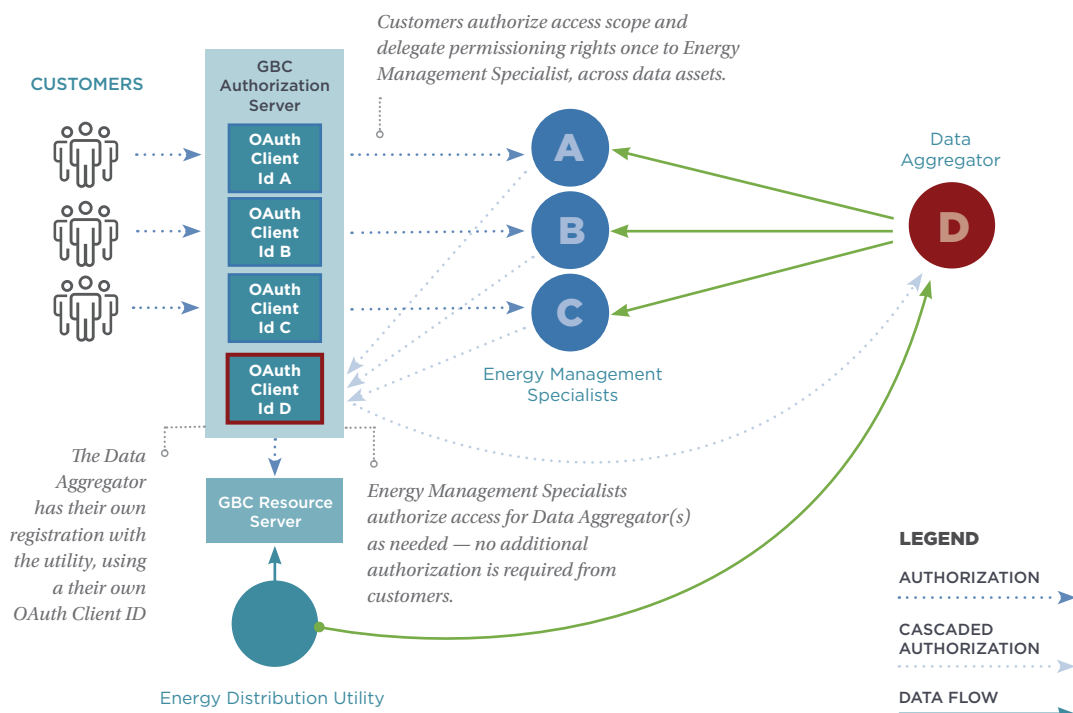 Customers authorize access scope and
delegate permissioning rights once to Energy
Management Specialist, across data assets.
CUSTOMERS
GBC
Authorization
Server
OAuth
Client
Id A
OAuth
Client
Id B
OAuth
Client
Id C
OAuth
Client
Id D
A
B
C
Energy Management
Specialists
Data
Aggregator
D
The Data
Aggregator
has their own
registration with
the utility, using
a their own
OAuth Client ID
GBC Resource
Server
Energy Management Specialists
authorize access for Data Aggregator(s)
as needed — no additional
authorization is required from
customers.
Energy Distribution Utility
LEGEND
AUTHORIZATION
CASCADED
AUTHORIZATION
DATA FLOW